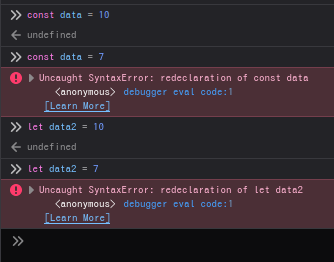 const data = 10
undefined
const data = 7
Uncaught SyntaxError: redeclaration of const data
<anonymous> debugger eval code:1
[Learn More]
let data2 = 10
undefined
let data2 = 7
Uncaught SyntaxError: redeclaration of let data2
<anonymous> debugger eval code:1
[Learn More]